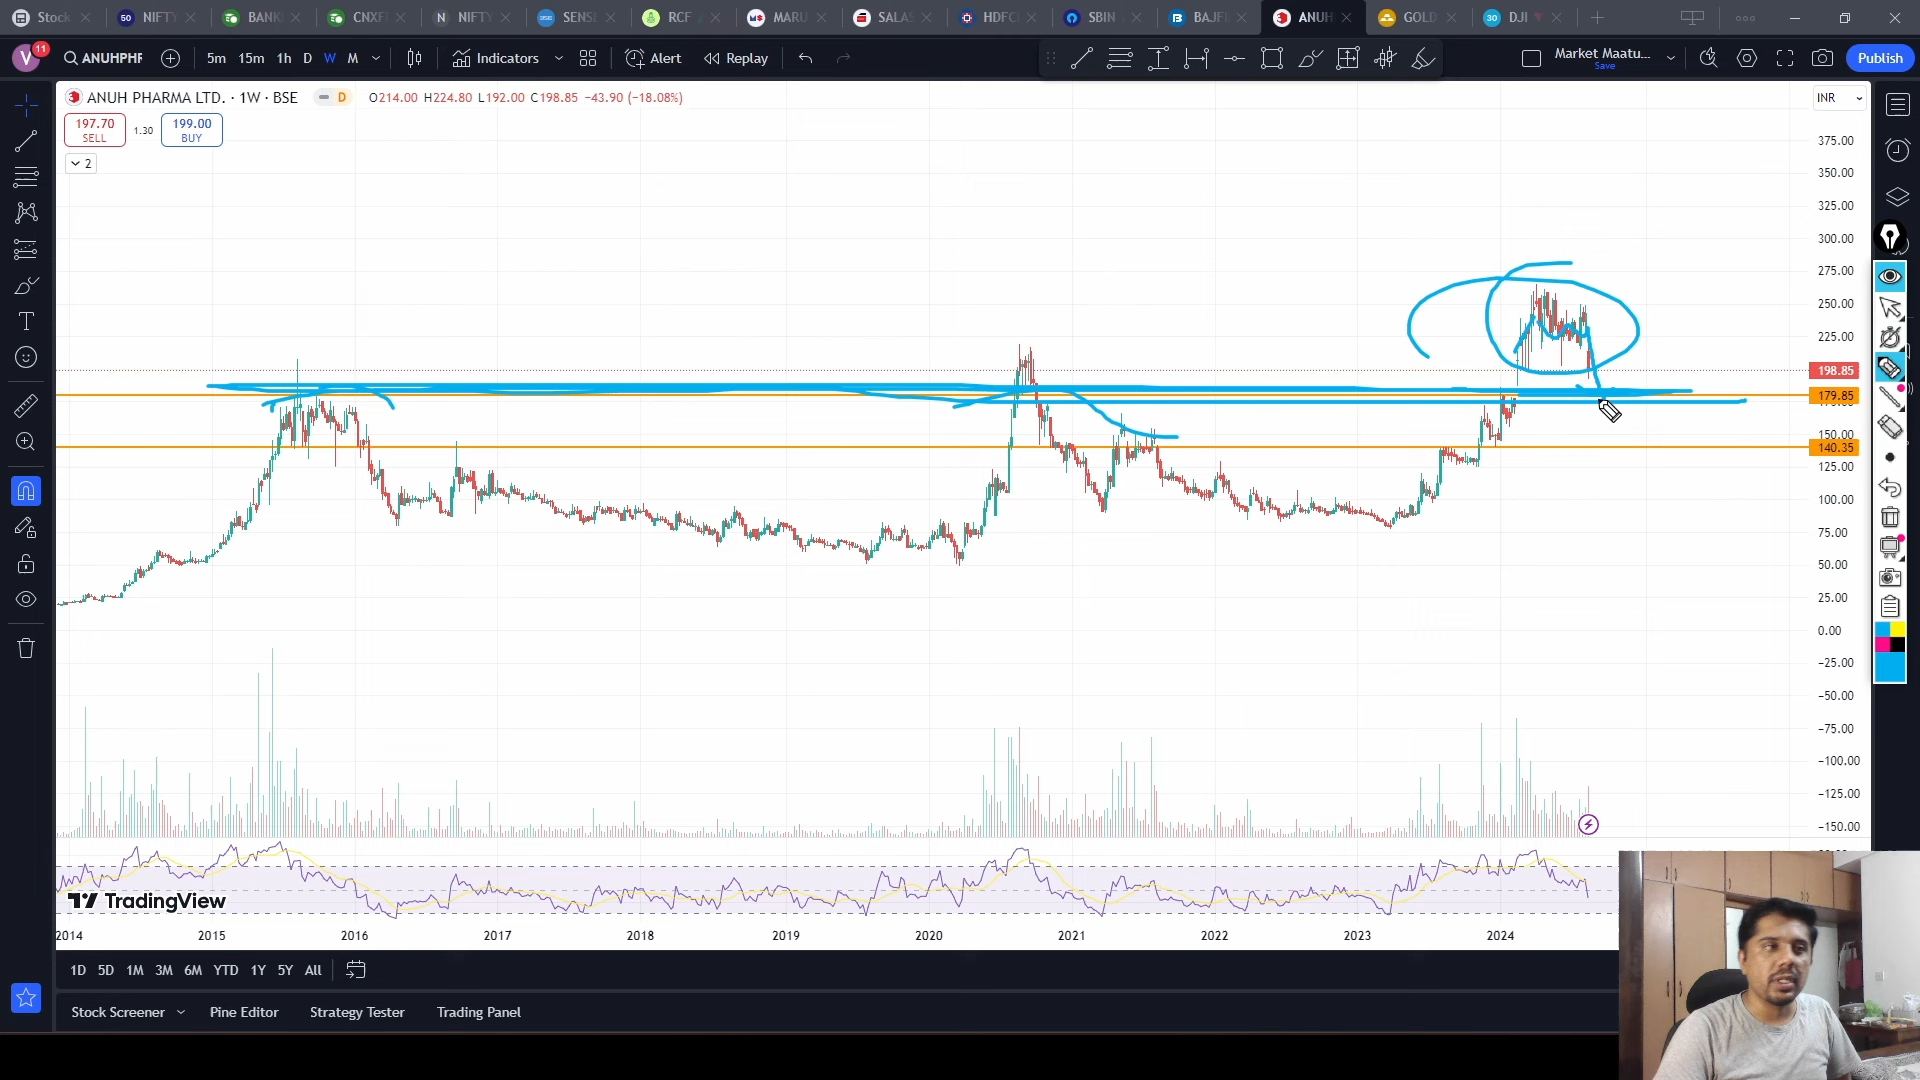 Stock
50 NIFTY
BANK
CNXF
N NIFTY
SENSE
RCF
MARU
SALAS
HDFC
SBIN
BAJFI
ANUH
GOLD
30 DJI
V 11
ANUHPHF
5m 15m 1h D W M
Indicators
Alert
Replay
Market Maatu...
Save
Publish
ANUH PHARMA LTD. · 1W · BSE
D
O214.00 H224.80 L192.00 C198.85 −43.90 (−18.08%)
INR
197.70
SELL
1.30
199.00
BUY
2
375.00
350.00
325.00
300.00
275.00
250.00
225.00
198.85
179.85
150.00
140.35
125.00
100.00
75.00
50.00
25.00
0.00
−25.00
−50.00
−75.00
−100.00
−125.00
−150.00
TradingView
2014 2015 2016 2017 2018 2019 2020 2021 2022 2023 2024
1D 5D 1M 3M 6M YTD 1Y 5Y All
Stock Screener
Pine Editor
Strategy Tester
Trading Panel